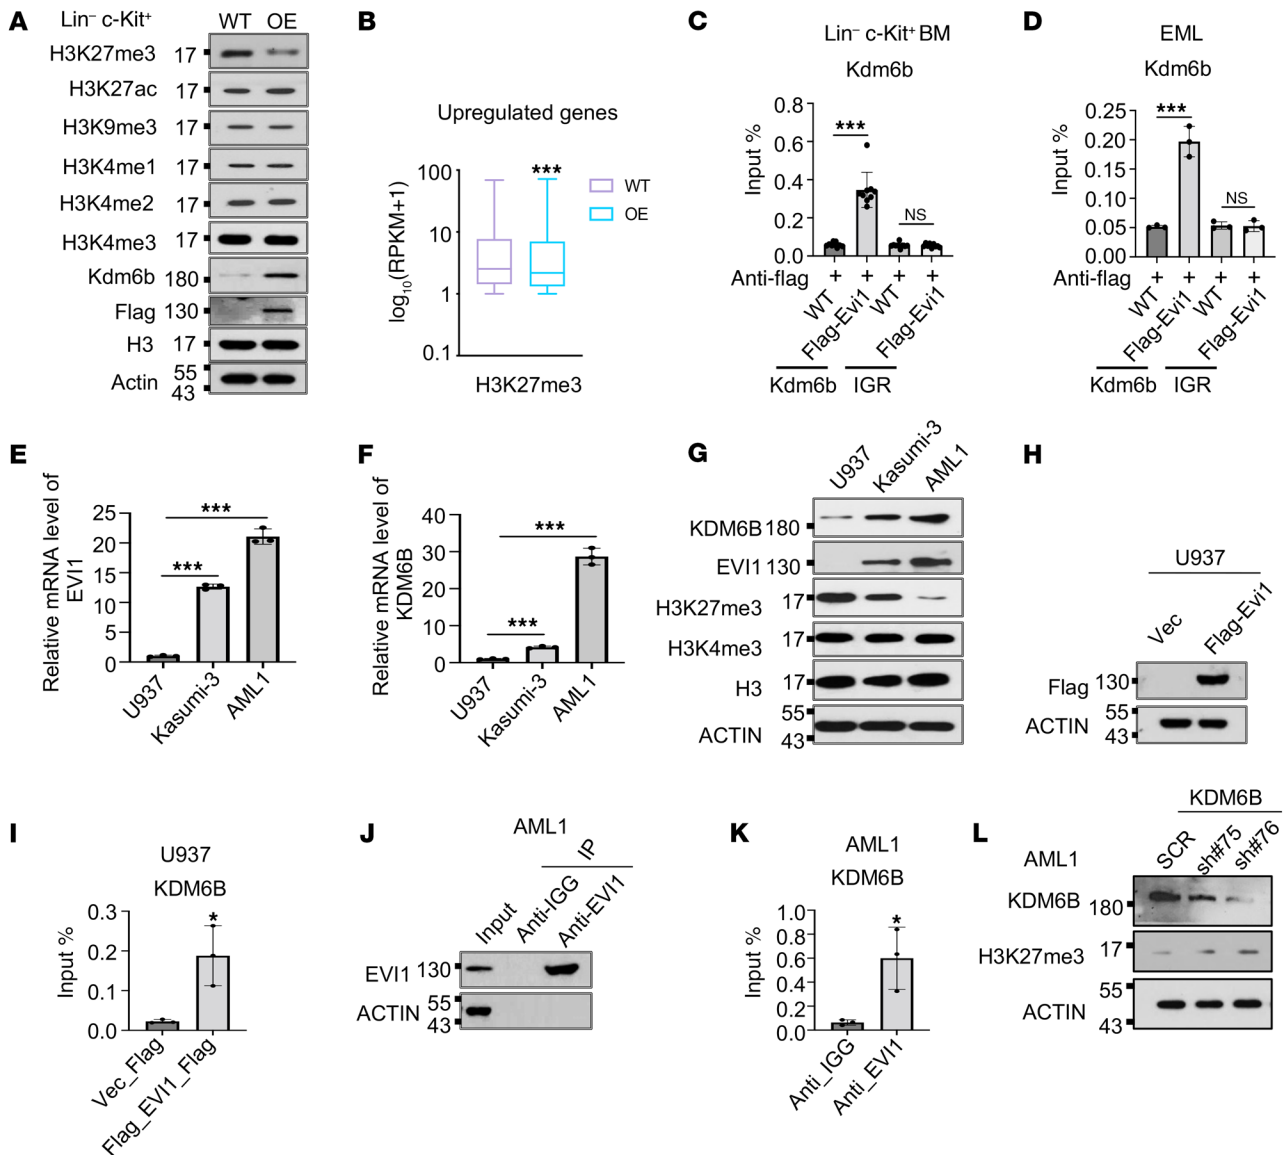 A
Lin⁻ c-Kit⁺
WT OE
H3K27me3 17
H3K27ac 17
H3K9me3 17
H3K4me1 17
H3K4me2 17
H3K4me3 17
Kdm6b 180
Flag 130
H3 17
Actin 55
43
B
Upregulated genes
log₁₀(RPKM+1)
100
10
1
0.1
***
WT
OE
H3K27me3
C
Lin⁻ c-Kit⁺ BM
Kdm6b
Input %
0.8
0.6
0.4
0.2
0.0
***
NS
Anti-flag + + + +
WT
Flag-Evi1
WT
Flag-Evi1
Kdm6b IGR
D
EML
Kdm6b
Input %
0.25
0.20
0.15
0.10
0.05
0.00
***
NS
Anti-flag + + + +
WT
Flag-Evi1
WT
Flag-Evi1
Kdm6b IGR
E
Relative mRNA level of
EVI1
25
20
15
10
5
0
***
***
U937
Kasumi-3
AML1
F
Relative mRNA level of
KDM6B
40
30
20
10
0
***
***
U937
Kasumi-3
AML1
G
U937
Kasumi-3
AML1
KDM6B 180
EVI1 130
H3K27me3 17
H3K4me3 17
H3 17
ACTIN 55
43
H
U937
Vec
Flag-Evi1
Flag 130
ACTIN 55
43
I
U937
KDM6B
Input %
0.3
0.2
0.1
0.0
*
Vec_Flag
Flag_EVI1_Flag
J
AML1
IP
Input
Anti-IGG
Anti-EVI1
EVI1 130
ACTIN 55
43
K
AML1
KDM6B
Input %
1.0
0.8
0.6
0.4
0.2
0.0
*
Anti_IGG
Anti_EVI1
L
KDM6B
AML1
SCR
sh#75
sh#76
KDM6B 180
H3K27me3 17
ACTIN 55
43